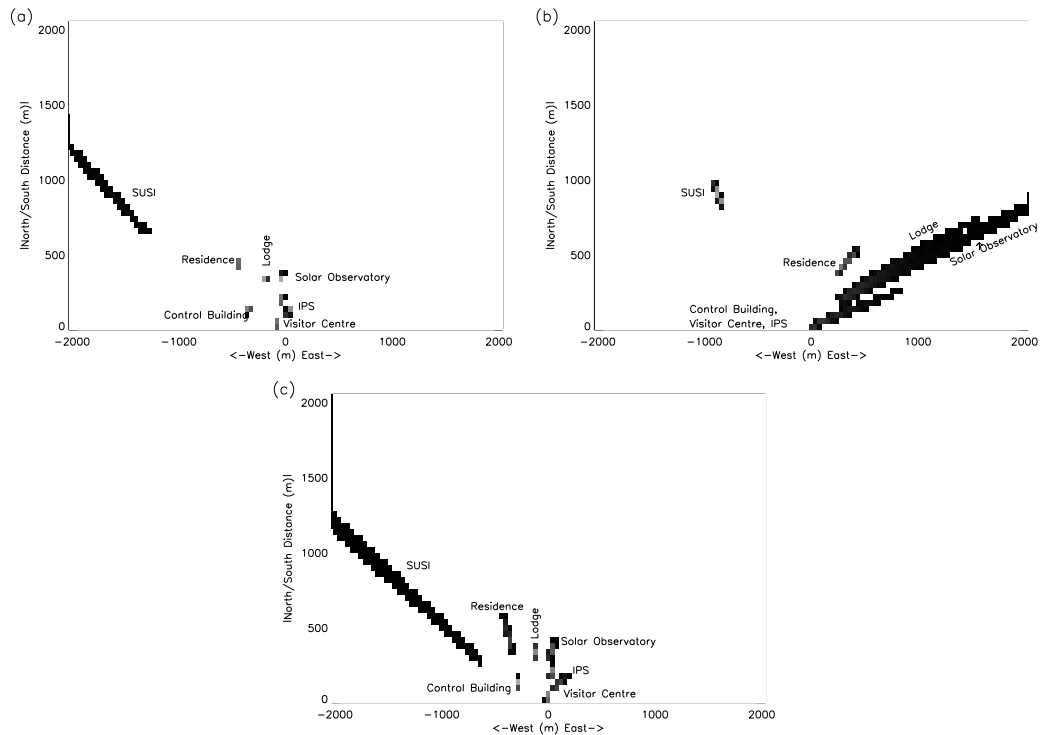 (a)
2000
1500
1000
500
0
|North/South Distance (m)|
SUSI
Residence
Lodge
Solar Observatory
Control Building
IPS
Visitor Centre
-2000 -1000 0 1000 2000
<-West (m) East->
(b)
2000
1500
1000
500
0
|North/South Distance (m)|
SUSI
Lodge
Solar Observatory
Residence
Control Building,
Visitor Centre, IPS
-2000 -1000 0 1000 2000
<-West (m) East->
(c)
2000
1500
1000
500
0
|North/South Distance (m)|
SUSI
Residence
Lodge
Solar Observatory
IPS
Control Building
Visitor Centre
-2000 -1000 0 1000 2000
<-West (m) East->